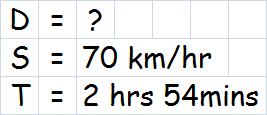 D = ?
S = 70 km/hr
T = 2 hrs 54mins